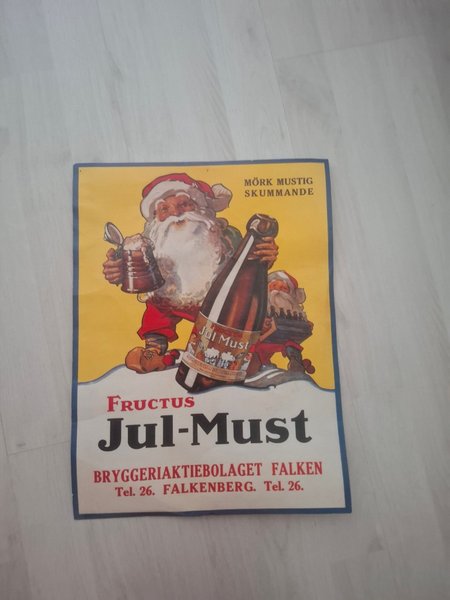 MÖRK MUSTIG
SKUMMANDE
Jul Must
FRUCTUS
Jul-Must
BRYGGERIAKTIEBOLAGET FALKEN
Tel. 26. FALKENBERG. Tel. 26.